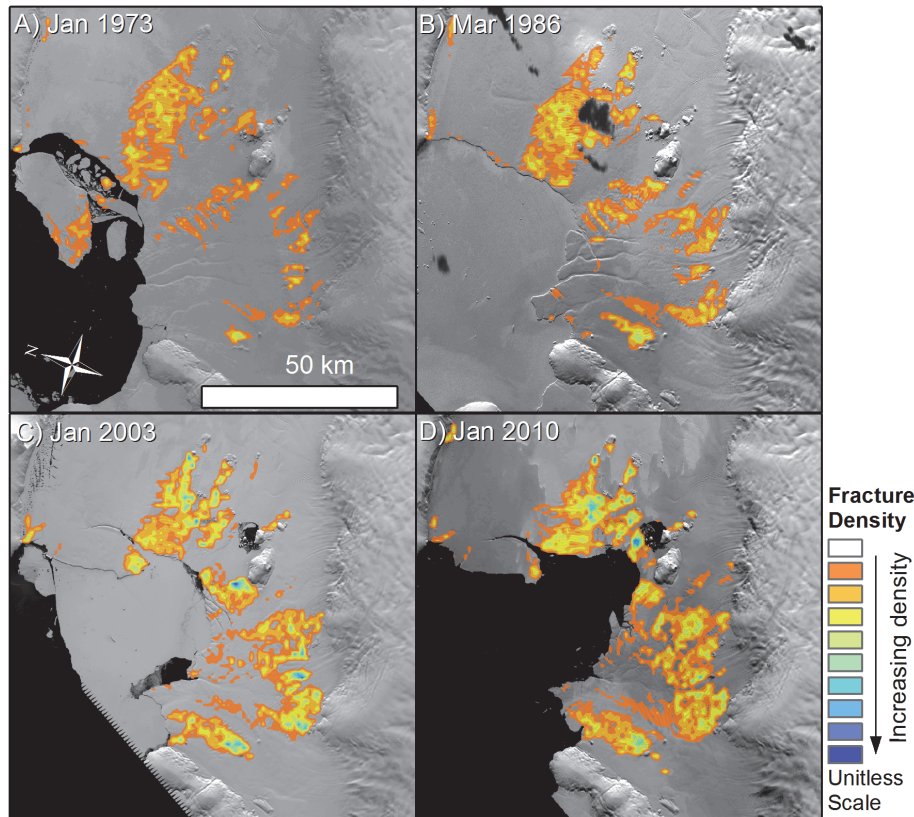 A) Jan 1973
B) Mar 1986
N
50 km
C) Jan 2003
D) Jan 2010
Fracture
Density
Increasing density
Unitless
Scale